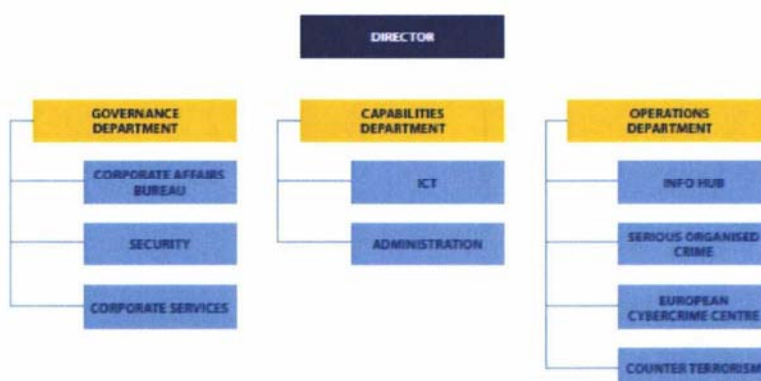 DIRECTOR
GOVERNANCE
DEPARTMENT
CORPORATE AFFAIRS
BUREAU
SECURITY
CORPORATE SERVICES
CAPABILITIES
DEPARTMENT
ICT
ADMINISTRATION
OPERATIONS
DEPARTMENT
INFO HUB
SERIOUS ORGANISED
CRIME
EUROPEAN
CYBERCRIME CENTRE
COUNTER TERRORISM